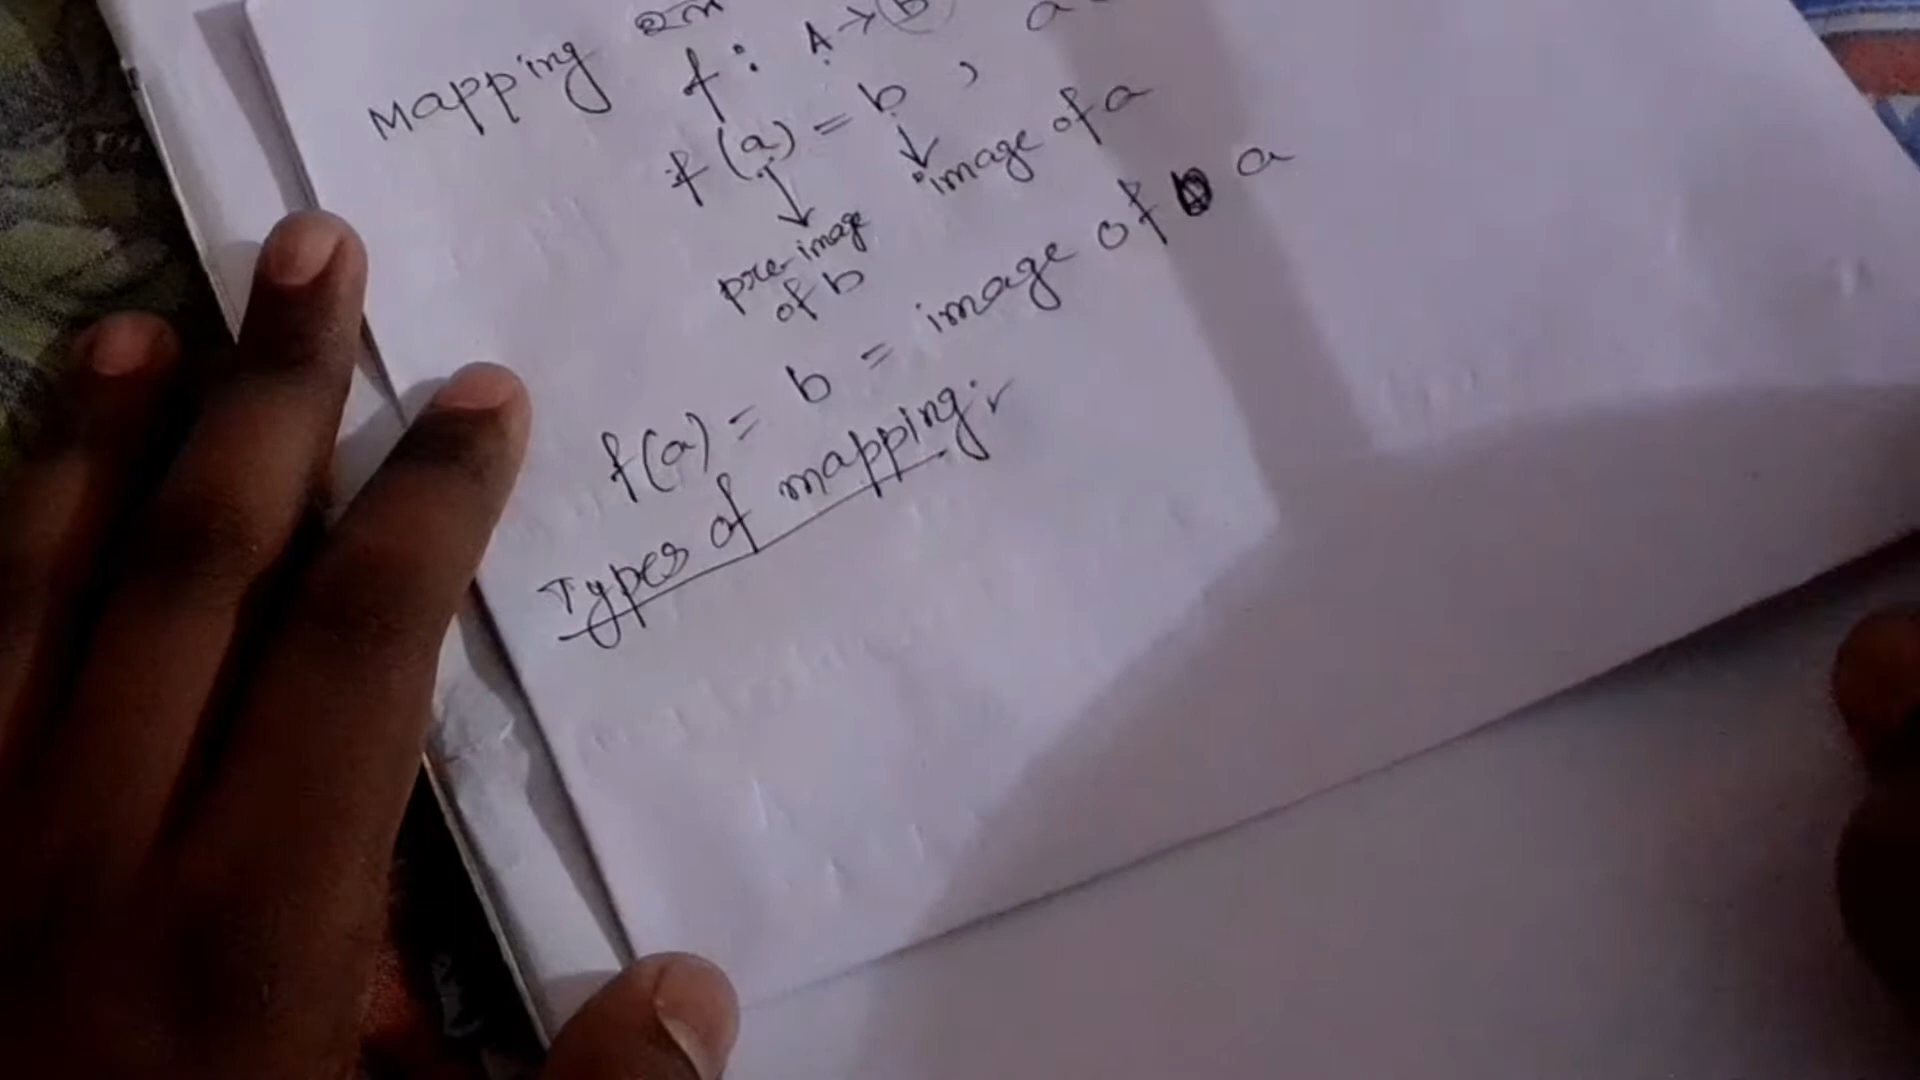 Mapping
f: A → B
f(a) = b,
image of a
pre-image
of b
f(a) = b = image of a
Types of mapping: